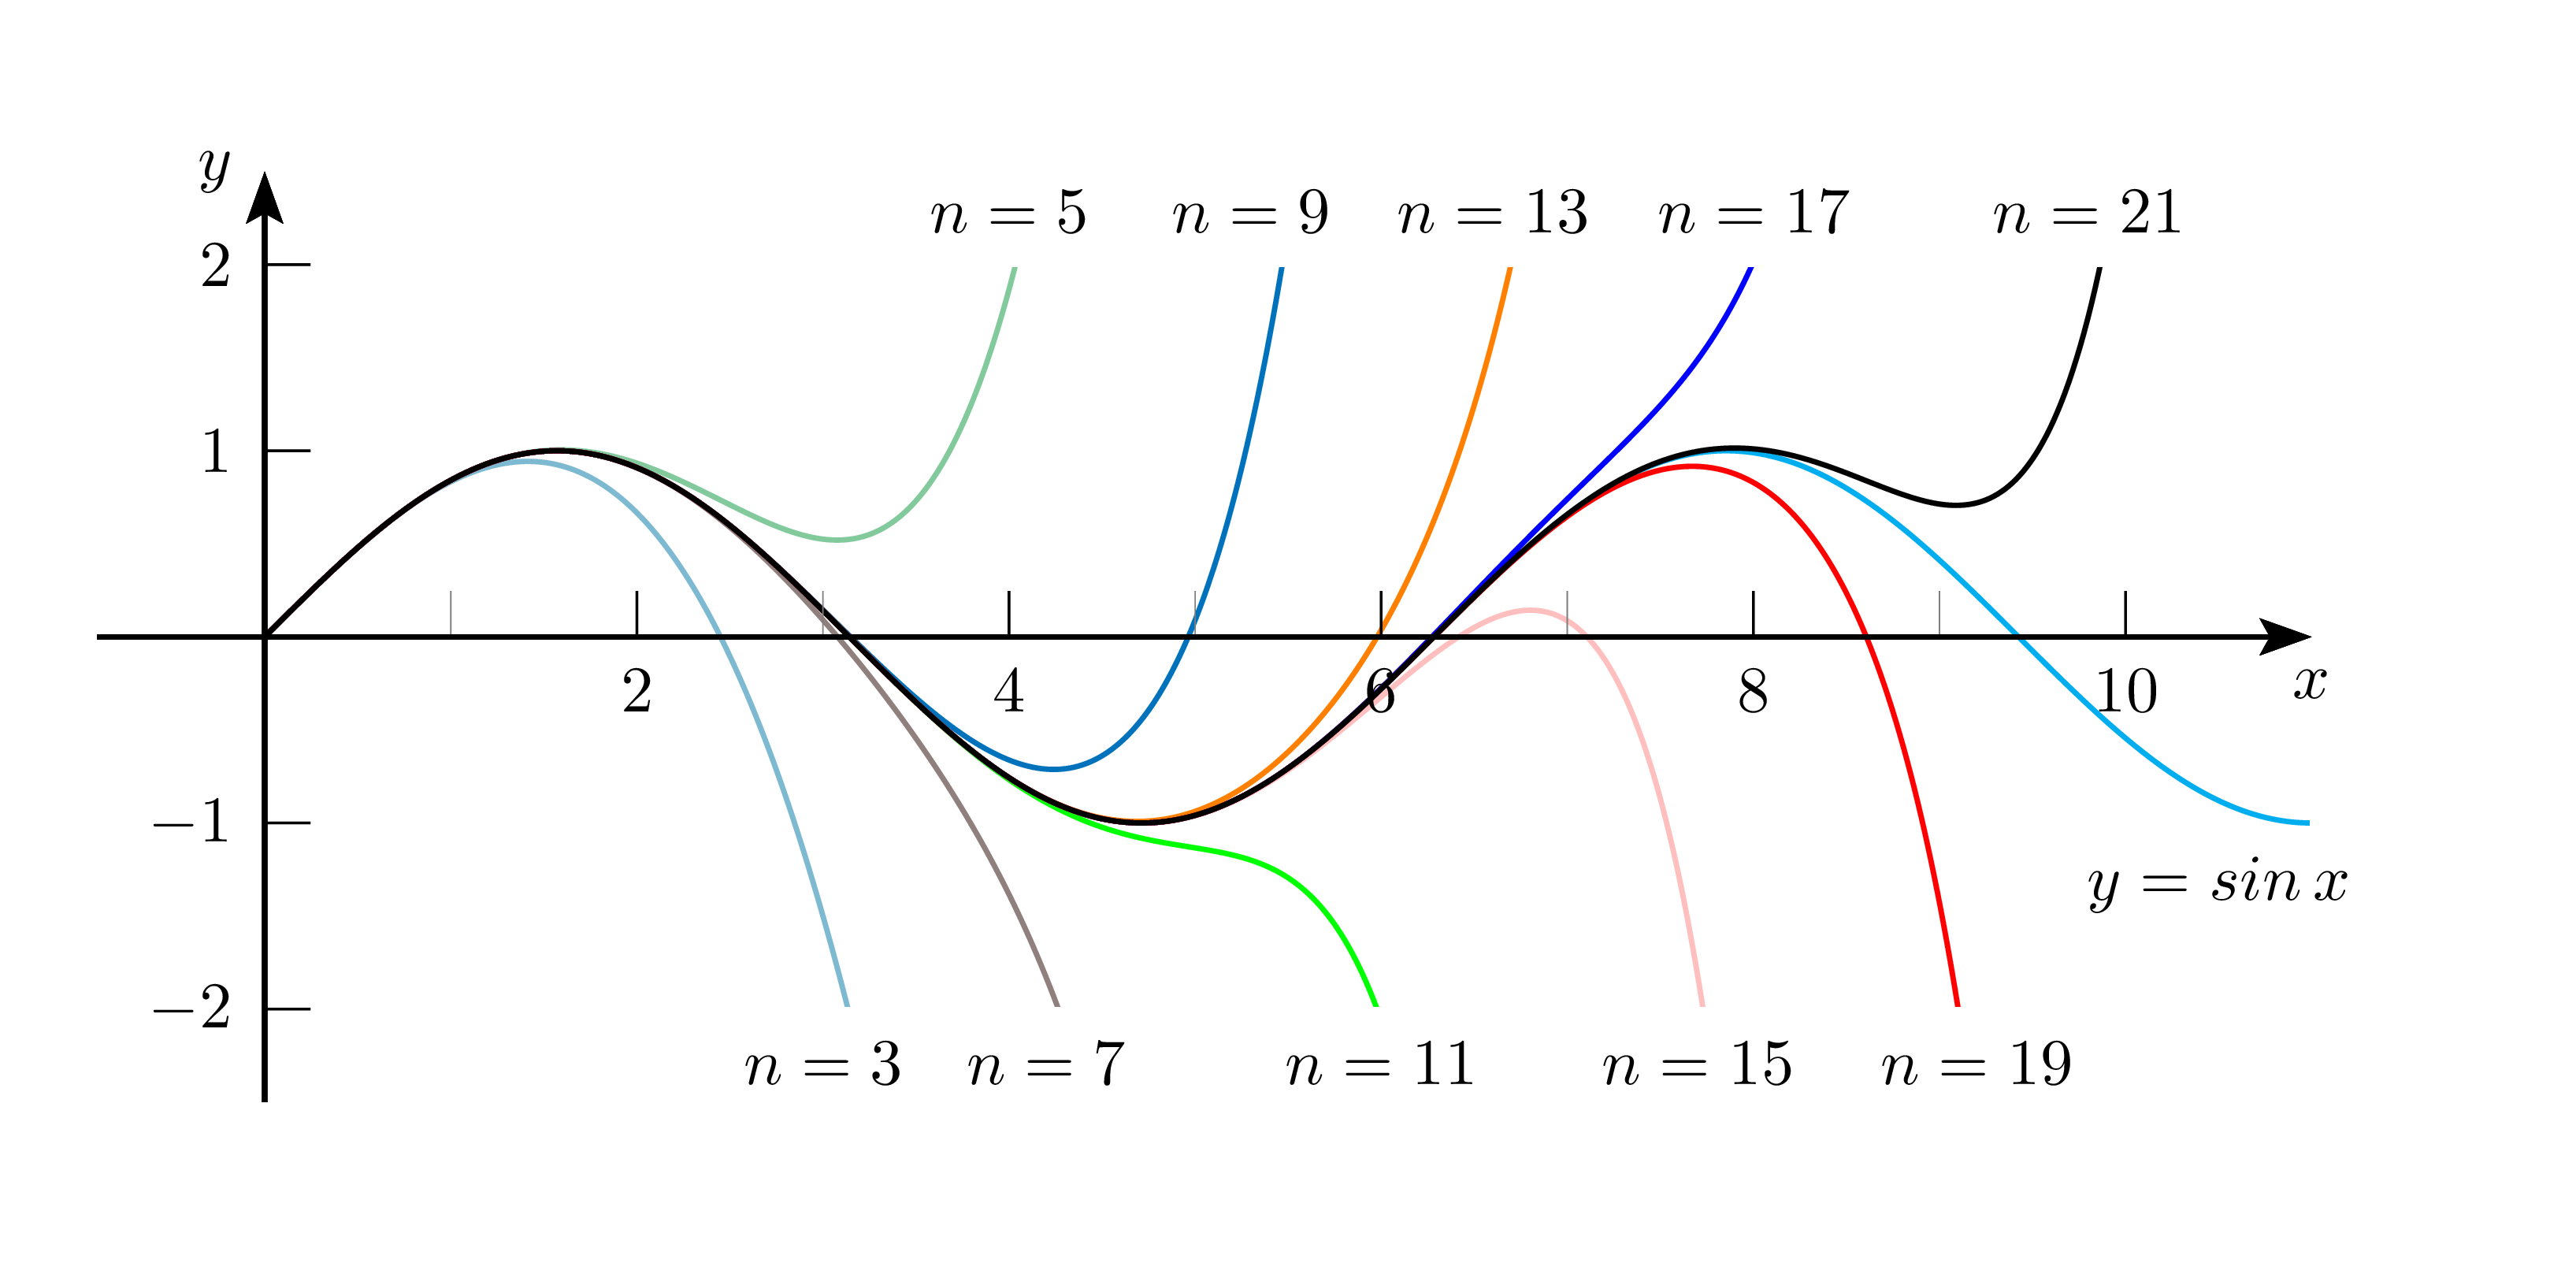 y
n = 5 n = 9 n = 13 n = 17 n = 21
2
1
2 4 6 8 10 x
−1
y = sin x
−2
n = 3 n = 7 n = 11 n = 15 n = 19